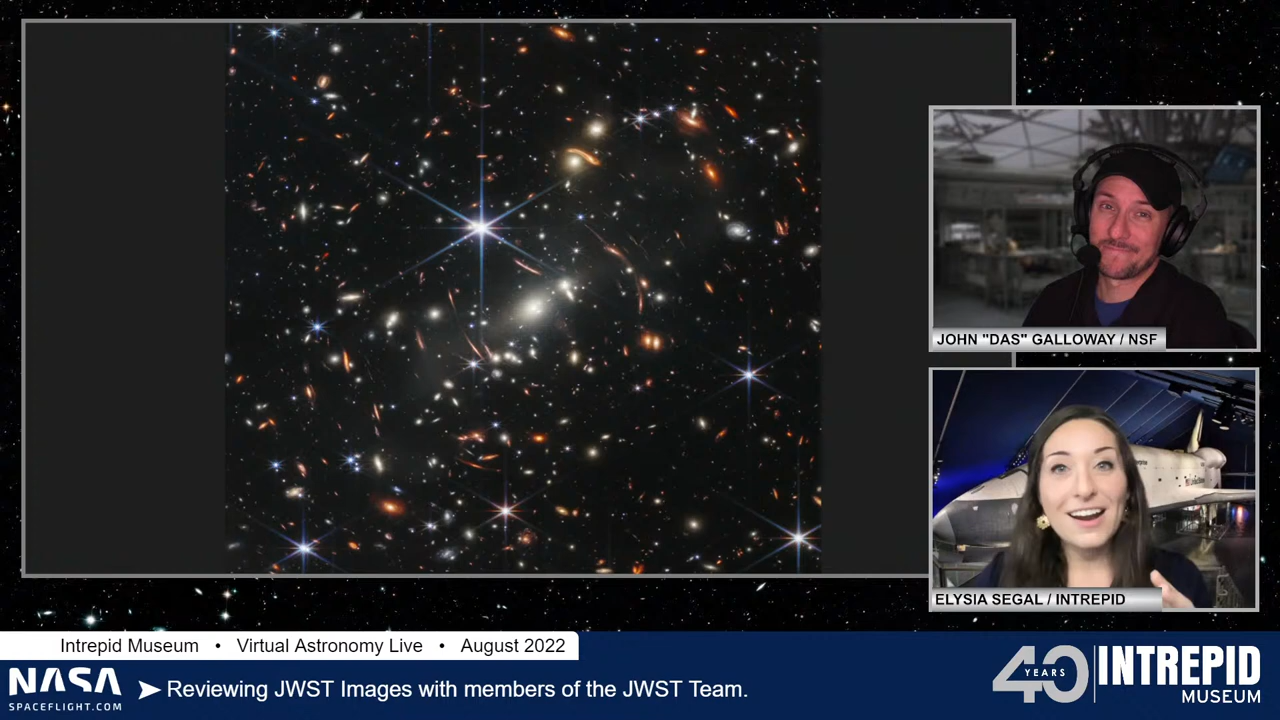 JOHN "DAS" GALLOWAY / NSF
ELYSIA SEGAL / INTREPID
Intrepid Museum • Virtual Astronomy Live • August 2022
NASA
SPACEFLIGHT.COM
Reviewing JWST Images with members of the JWST Team.
40
YEARS
INTREPID
MUSEUM